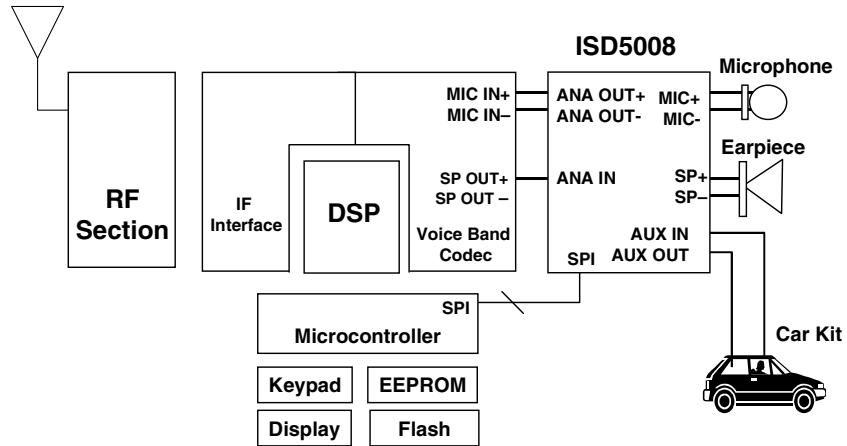 ISD5008
Microphone
MIC IN+
MIC IN–
ANA OUT+
ANA OUT-
MIC+
MIC-
Earpiece
SP OUT+
SP OUT –
ANA IN
SP+
SP–
RF
Section
IF
Interface
DSP
Voice Band
Codec
AUX IN
AUX OUT
SPI
SPI
Microcontroller
Car Kit
Keypad
EEPROM
Display
Flash